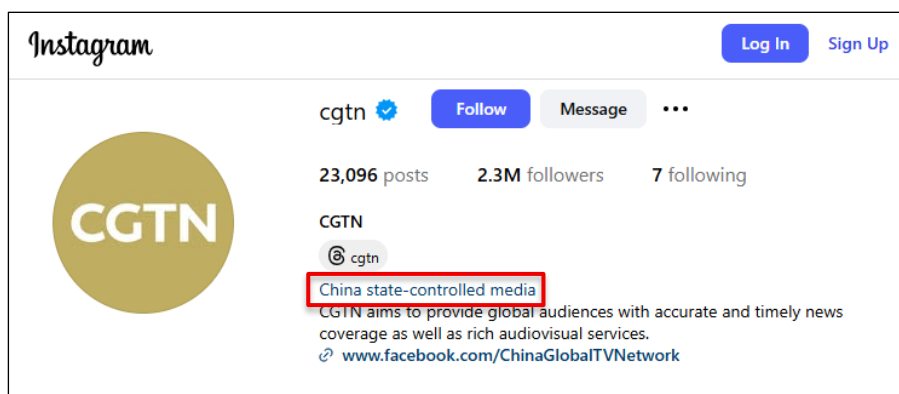 Instagram
Log In
Sign Up
CGTN
cgtn
Follow
Message
23,096 posts 2.3M followers 7 following
CGTN
cgtn
China state-controlled media
CGTN aims to provide global audiences with accurate and timely news
coverage as well as rich audiovisual services.
www.facebook.com/ChinaGlobalTVNetwork